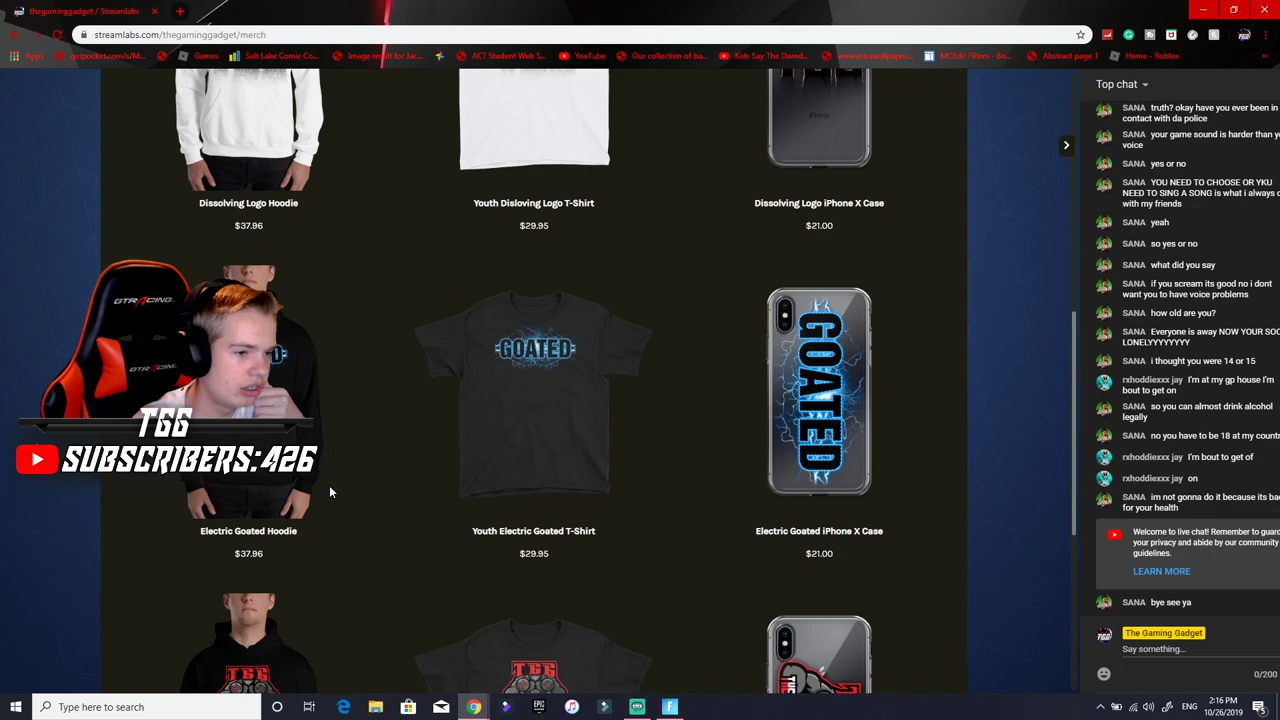 thegaminggadget / Streamlabs
streamlabs.com/thegaminggadget/merch
Apps
getpocket.com/s/M...
Games
Salt Lake Comic Co...
Image result for Jac...
ACT Student Web S...
YouTube
Our collection of ba...
Kids Say The Darnd...
MCEdit Filters - Bri...
Abstract page 1
Home - Roblox
Top chat
SANA truth? okay have you ever been in
contact with da police
SANA your game sound is harder than yo
voice
SANA yes or no
SANA YOU NEED TO CHOOSE OR YKU
NEED TO SING A SONG is what i always d
with my friends
SANA yeah
SANA so yes or no
SANA what did you say
SANA if you scream its good no i dont
want you to have voice problems
SANA how old are you?
SANA Everyone is away NOW YOUR SOO
LONELYYYYYYY
SANA i thought you were 14 or 15
rxhoddiexxx jay I'm at my gp house I'm
bout to get on
SANA so you can almost drink alcohol
legally
SANA no you have to be 18 at my countr
rxhoddiexxx jay I'm bout to get of
rxhoddiexxx jay on
SANA im not gonna do it because its bad
for your health
Welcome to live chat! Remember to guard
your privacy and abide by our community
guidelines.
LEARN MORE
SANA bye see ya
The Gaming Gadget
Say something...
0/200
iPhone
Dissolving Logo Hoodie
$37.96
Youth Disloving Logo T-Shirt
$29.95
Dissolving Logo iPhone X Case
$21.00
GTRACING
GTRACING
GOATED
GOATED
TGG
SUBSCRIBERS:426
Electric Goated Hoodie
$37.96
Youth Electric Goated T-Shirt
$29.95
Electric Goated iPhone X Case
$21.00
TGG
TGG
Type here to search
ENG
2:16 PM
10/26/2019